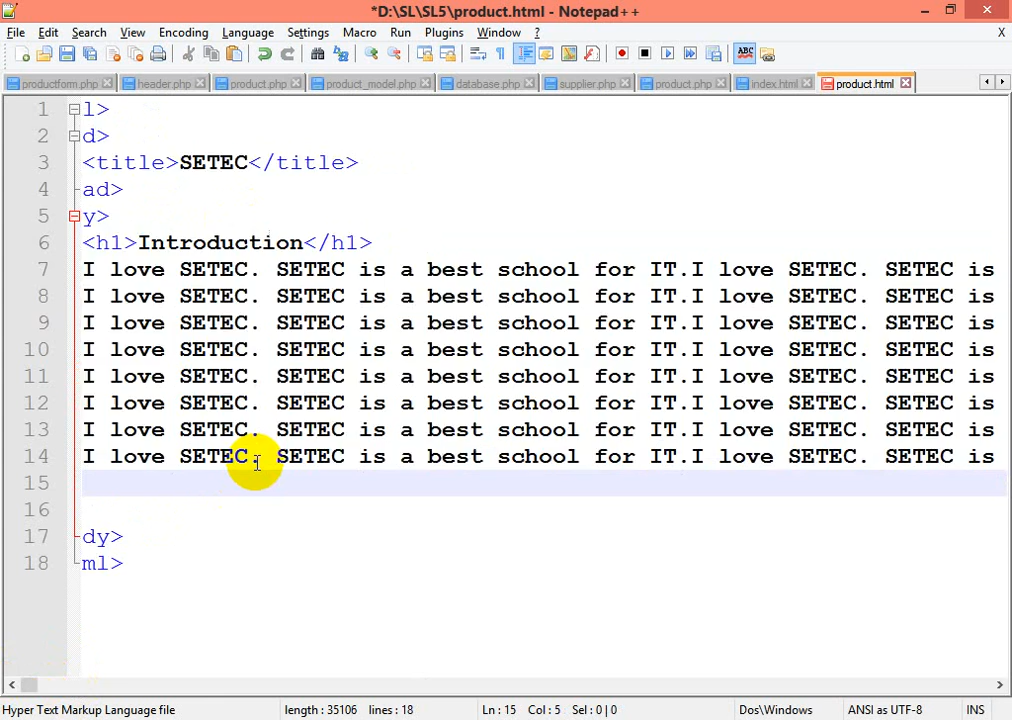 *D:\SL\SL5\product.html - Notepad++
File Edit Search View Encoding Language Settings Macro Run Plugins Window ? X
productform.php header.php product.php product_model.php database.php supplier.php product.php index.html product.html
1 l>
2 d>
3 <title>SETEC</title>
4 ad>
5 y>
6 <h1>Introduction</h1>
7 I love SETEC. SETEC is a best school for IT.I love SETEC. SETEC is
8 I love SETEC. SETEC is a best school for IT.I love SETEC. SETEC is
9 I love SETEC. SETEC is a best school for IT.I love SETEC. SETEC is
10 I love SETEC. SETEC is a best school for IT.I love SETEC. SETEC is
11 I love SETEC. SETEC is a best school for IT.I love SETEC. SETEC is
12 I love SETEC. SETEC is a best school for IT.I love SETEC. SETEC is
13 I love SETEC. SETEC is a best school for IT.I love SETEC. SETEC is
14 I love SETEC. SETEC is a best school for IT.I love SETEC. SETEC is
15
16
17 dy>
18 ml>
Hyper Text Markup Language file length : 35106 lines : 18 Ln : 15 Col : 5 Sel : 0 | 0 Dos\Windows ANSI as UTF-8 INS